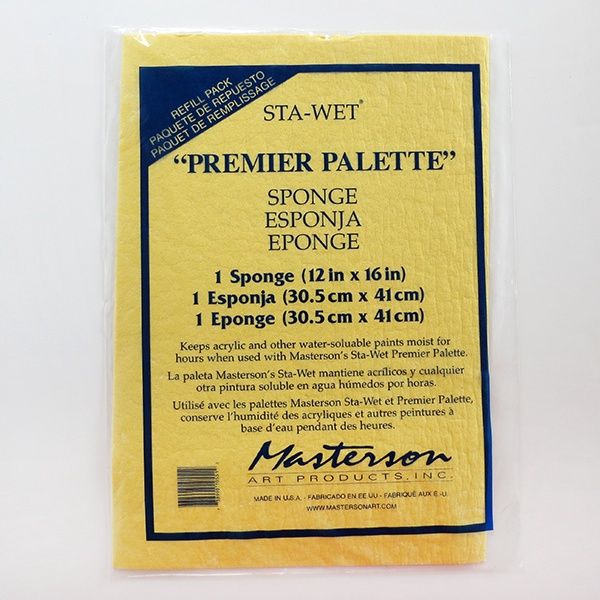 REFILL PACK
PAQUETE DE REPUESTO
PAQUET DE REMPLISSAGE
STA-WET®
“PREMIER PALETTE”
SPONGE
ESPONJA
EPONGE
1 Sponge (12 in x 16 in)
1 Esponja (30.5 cm x 41 cm)
1 Eponge (30.5 cm x 41 cm)
Keeps acrylic and other water-soluable paints moist for
hours when used with Masterson's Sta-Wet Premier Palette.
La paleta Masterson's Sta-Wet mantiene acrílicos y cualquier
otra pintura soluble en agua húmedos por horas.
Utilisé avec les palettes Masterson Sta-Wet et Premier Palette,
conserve l'humidité des acryliques et autres peintures à
base d'eau pendant des heures.
Masterson
ART PRODUCTS, INC.
MADE IN U.S.A. - FABRICADO EN EE.UU - FABRIQUÉ AUX É.-U.
WWW.MASTERSONART.COM